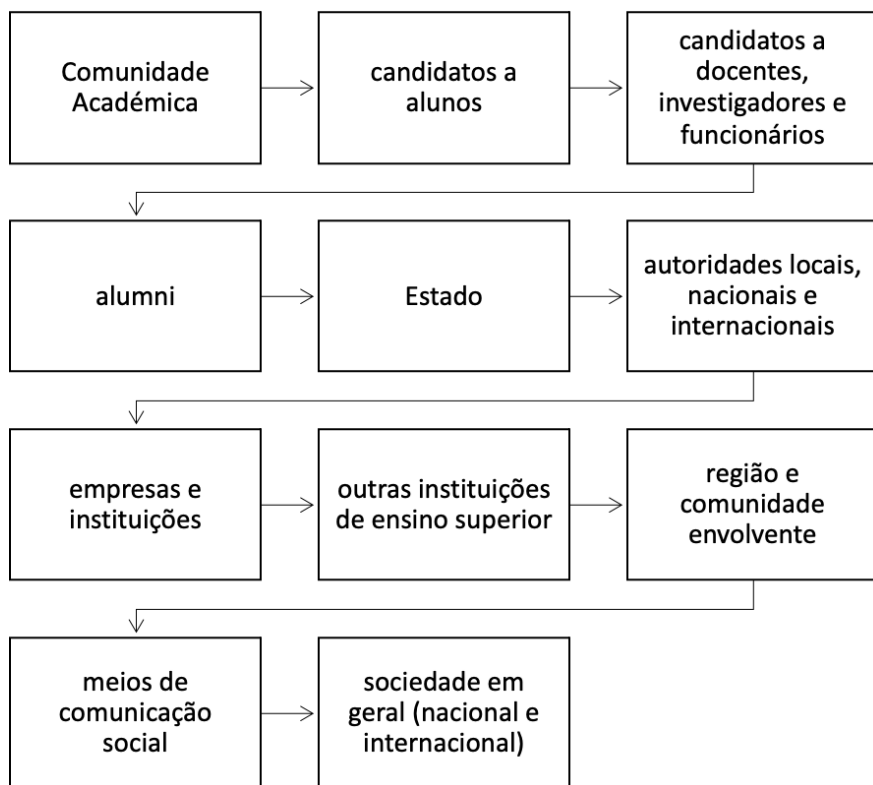 Comunidade
Académica
candidatos a
alunos
candidatos a
docentes,
investigadores e
funcionários
alumni
Estado
autoridades locais,
nacionais e
internacionais
empresas e
instituições
outras instituições
de ensino superior
região e
comunidade
envolvente
meios de
comunicação
social
sociedade em
geral (nacional e
internacional)